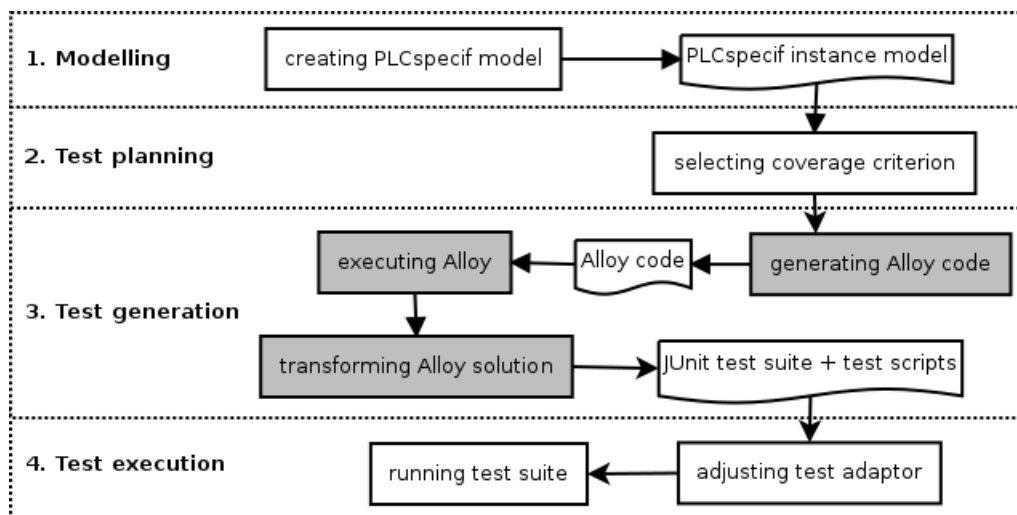 1. Modelling
creating PLCspecif model
PLCspecif instance model
2. Test planning
selecting coverage criterion
3. Test generation
executing Alloy
Alloy code
generating Alloy code
transforming Alloy solution
JUnit test suite + test scripts
4. Test execution
running test suite
adjusting test adaptor